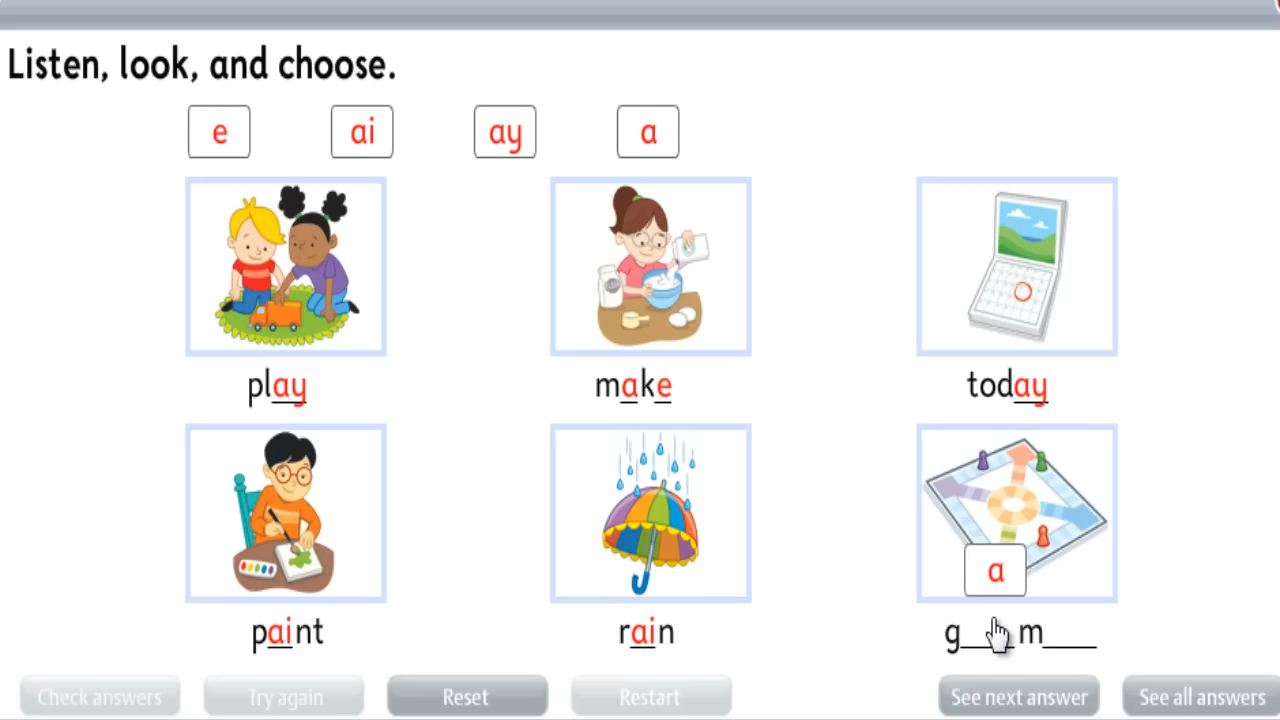 Listen, look, and choose.
e ai ay a
play make today
a
paint rain g____m____
Check answers Try again Reset Restart See next answer See all answers